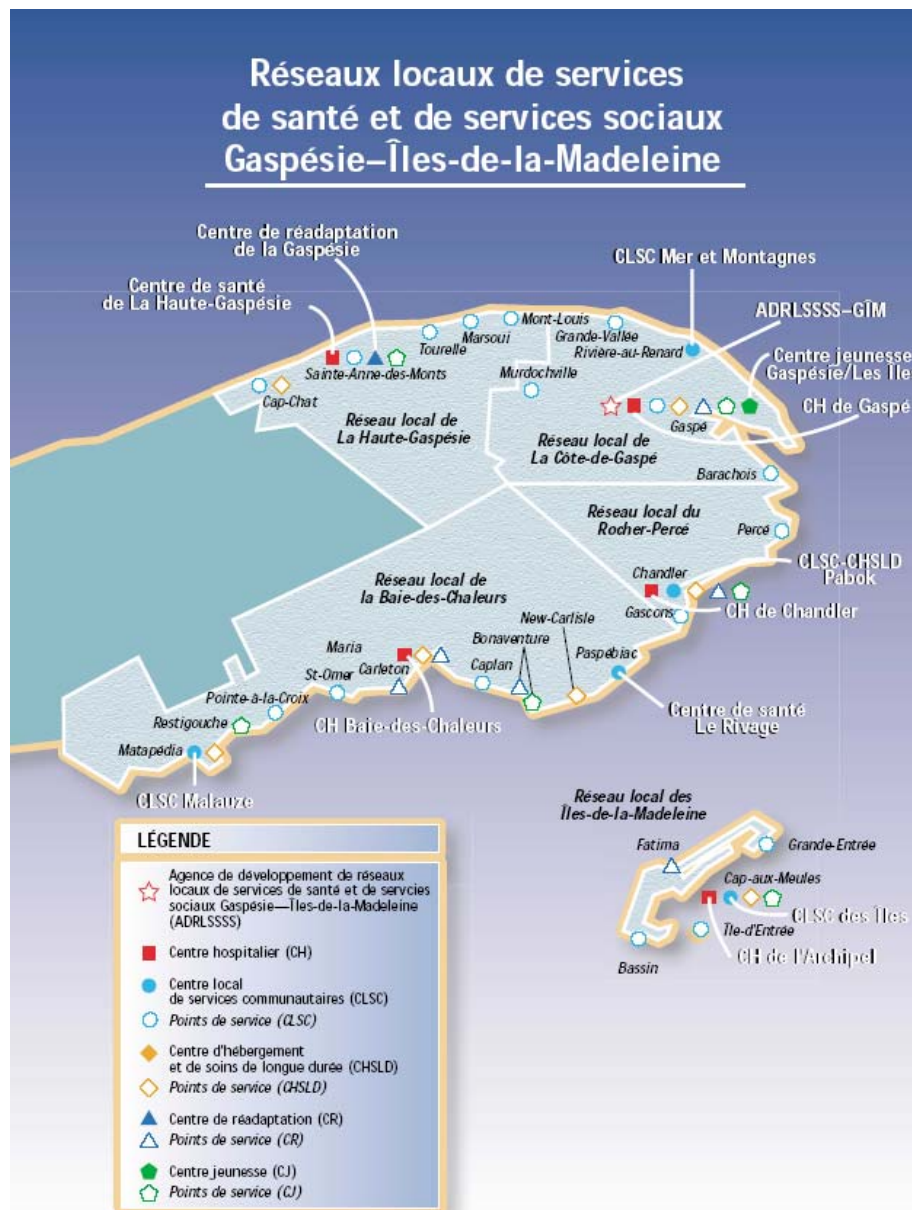 Réseaux locaux de services
de santé et de services sociaux
Gaspésie–Îles-de-la-Madeleine
Centre de réadaptation
de la Gaspésie
CLSC Mer et Montagnes
Centre de santé
de La Haute-Gaspésie
ADRLSSSS–GÎM
Mont-Louis
Marsoui
Grande-Vallée
Tourelle
Rivière-au-Renard
Centre jeunesse
Gaspésie/Les Île
Sainte-Anne-des-Monts
Murdochville
Cap-Chat
CH de Gaspé
Gaspé
Réseau local de
La Haute-Gaspésie
Réseau local de
La Côte-de-Gaspé
Barachois
Réseau local du
Rocher-Percé
Percé
CLSC-CHSLD
Pabok
Chandler
Réseau local de
la Baie-des-Chaleurs
Gascons
CH de Chandler
New-Carlisle
Bonaventure
Maria
Paspébiac
Caplan
Carleton
St-Omer
Pointe-à-la-Croix
Centre de santé
Le Rivage
CH Baie-des-Chaleurs
Restigouche
Matapédia
CLSC Malauze
Réseau local des
Îles-de-la-Madeleine
Fatima
Grande-Entrée
Cap-aux-Meules
CLSC des Îles
Île-d'Entrée
CH de l'Archipel
Bassin
LÉGENDE
Agence de développement de réseaux
locaux de services de santé et de servcies
sociaux Gaspésie—Îles-de-la-Madeleine
(ADRLSSSS)
Centre hospitalier (CH)
Centre local
de services communautaires (CLSC)
Points de service (CLSC)
Centre d'hébergement
et de soins de longue durée (CHSLD)
Points de service (CHSLD)
Centre de réadaptation (CR)
Points de service (CR)
Centre jeunesse (CJ)
Points de service (CJ)